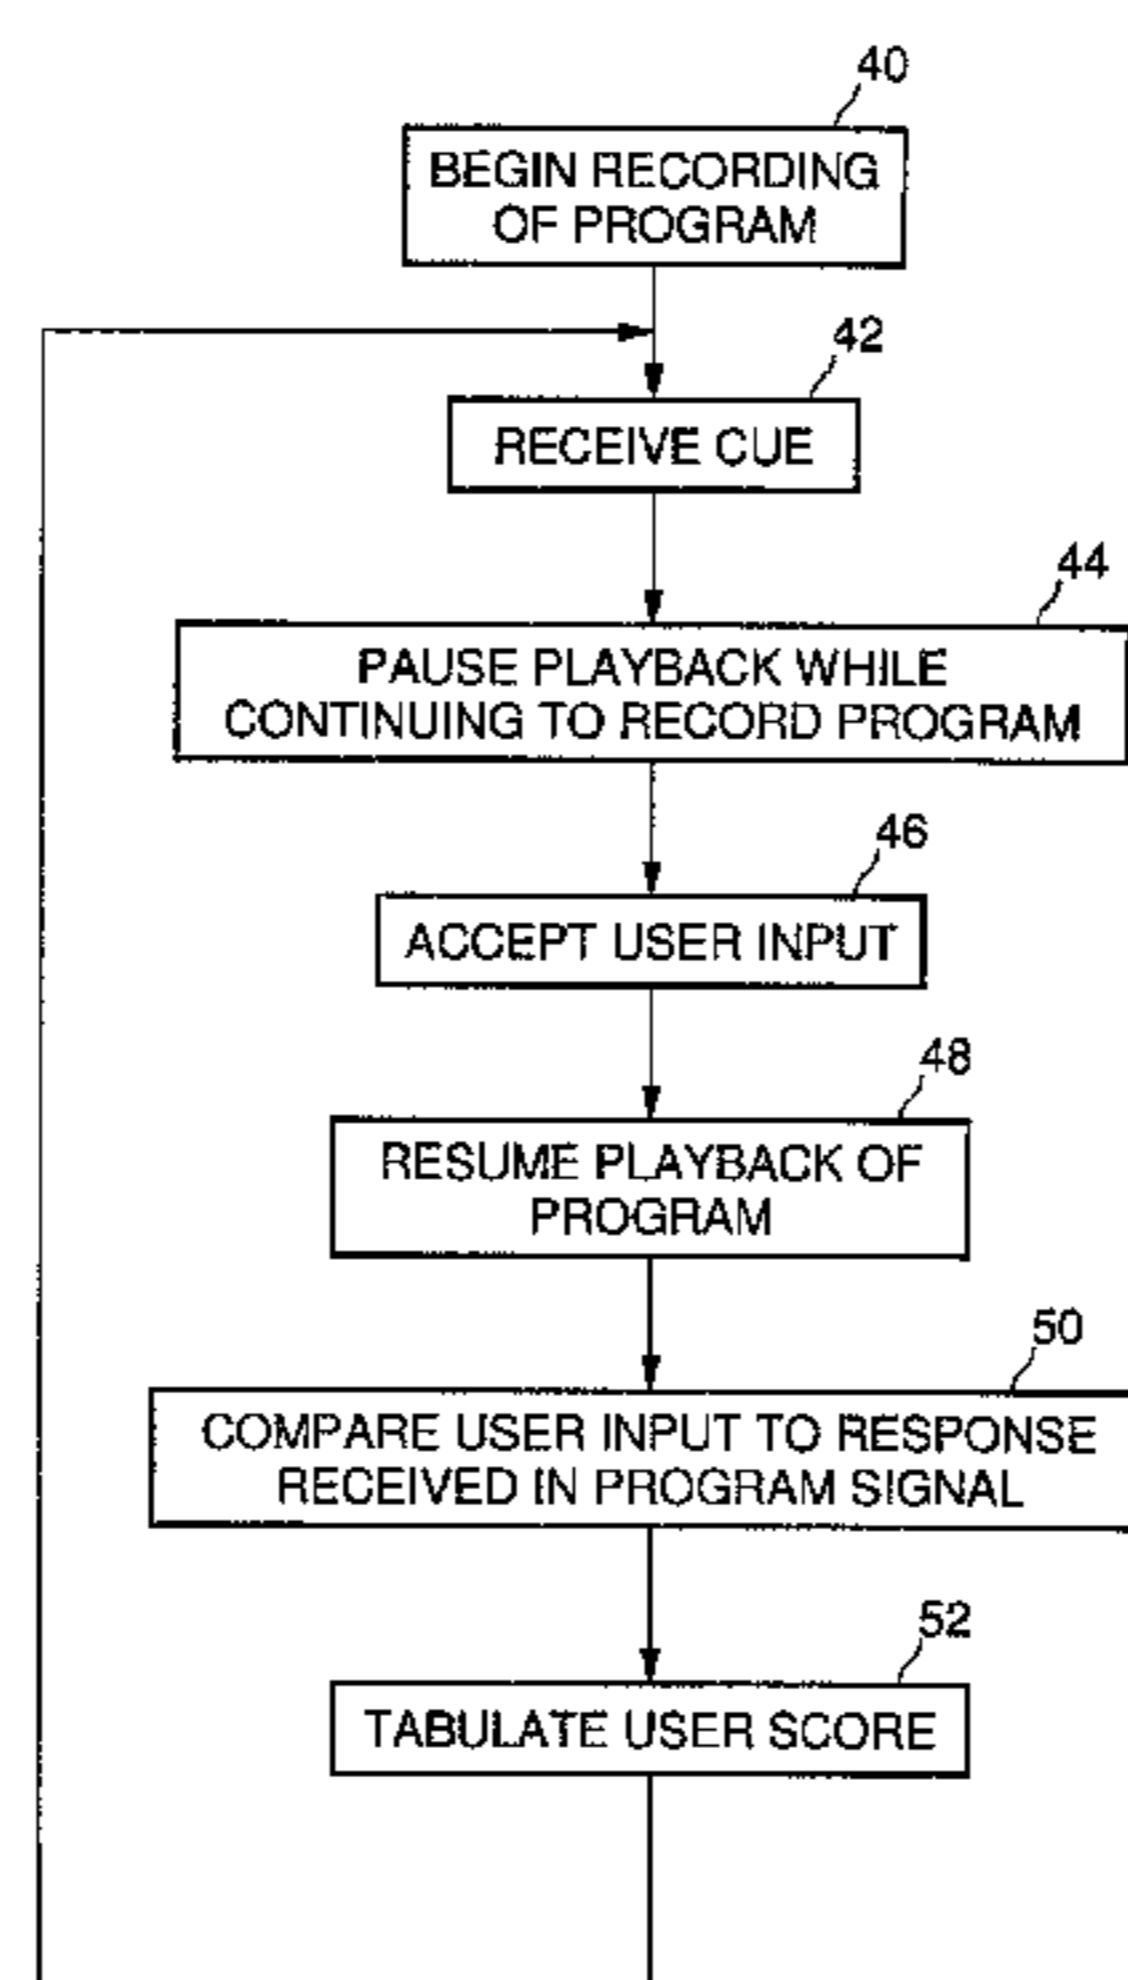 40
BEGIN RECORDING
OF PROGRAM
42
RECEIVE CUE
44
PAUSE PLAYBACK WHILE
CONTINUING TO RECORD PROGRAM
46
ACCEPT USER INPUT
48
RESUME PLAYBACK OF
PROGRAM
50
COMPARE USER INPUT TO RESPONSE
RECEIVED IN PROGRAM SIGNAL
52
TABULATE USER SCORE